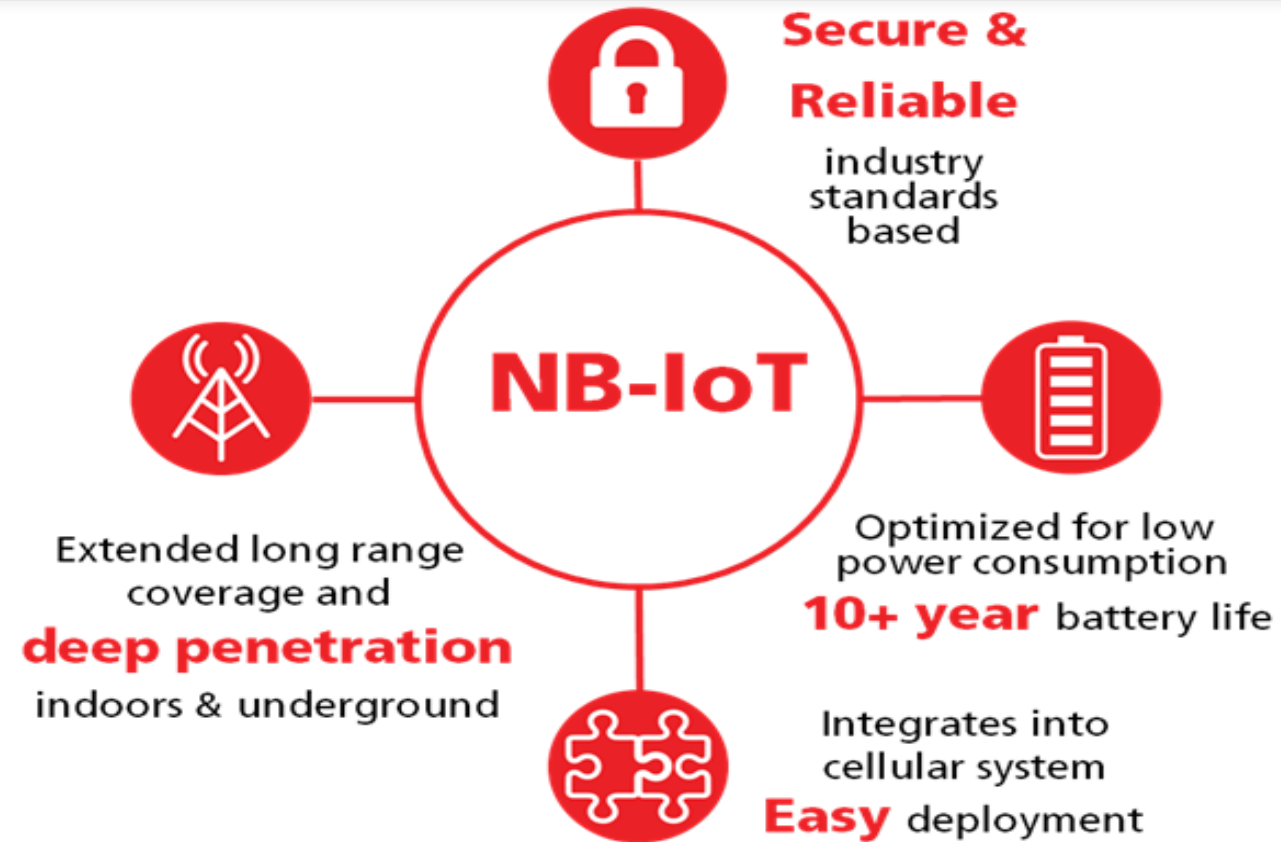 Secure &
Reliable
industry
standards
based
NB-IoT
Extended long range
coverage and
deep penetration
indoors & underground
Optimized for low
power consumption
10+ year battery life
Integrates into
cellular system
Easy deployment